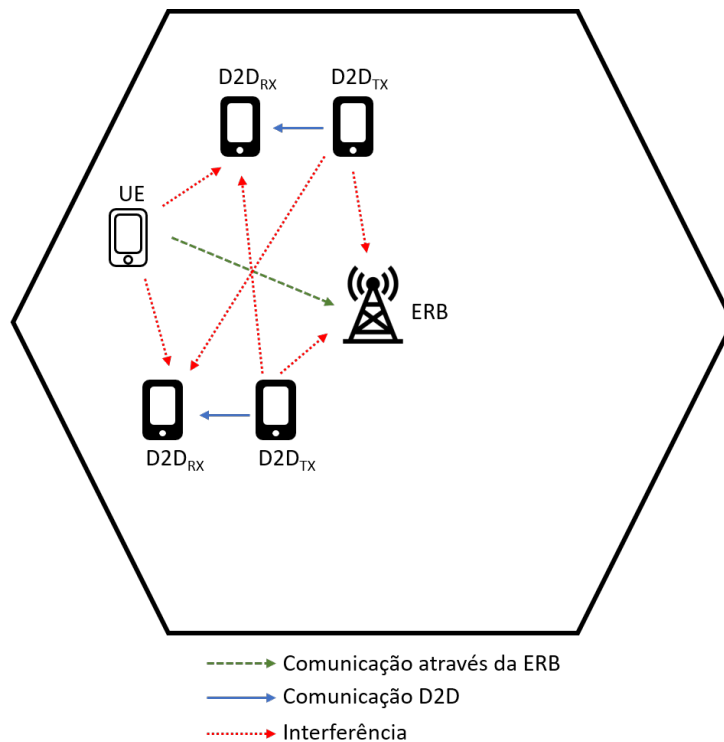 D2DRX
D2DTX
UE
ERB
D2DRX
D2DTX
Comunicação através da ERB
Comunicação D2D
Interferência